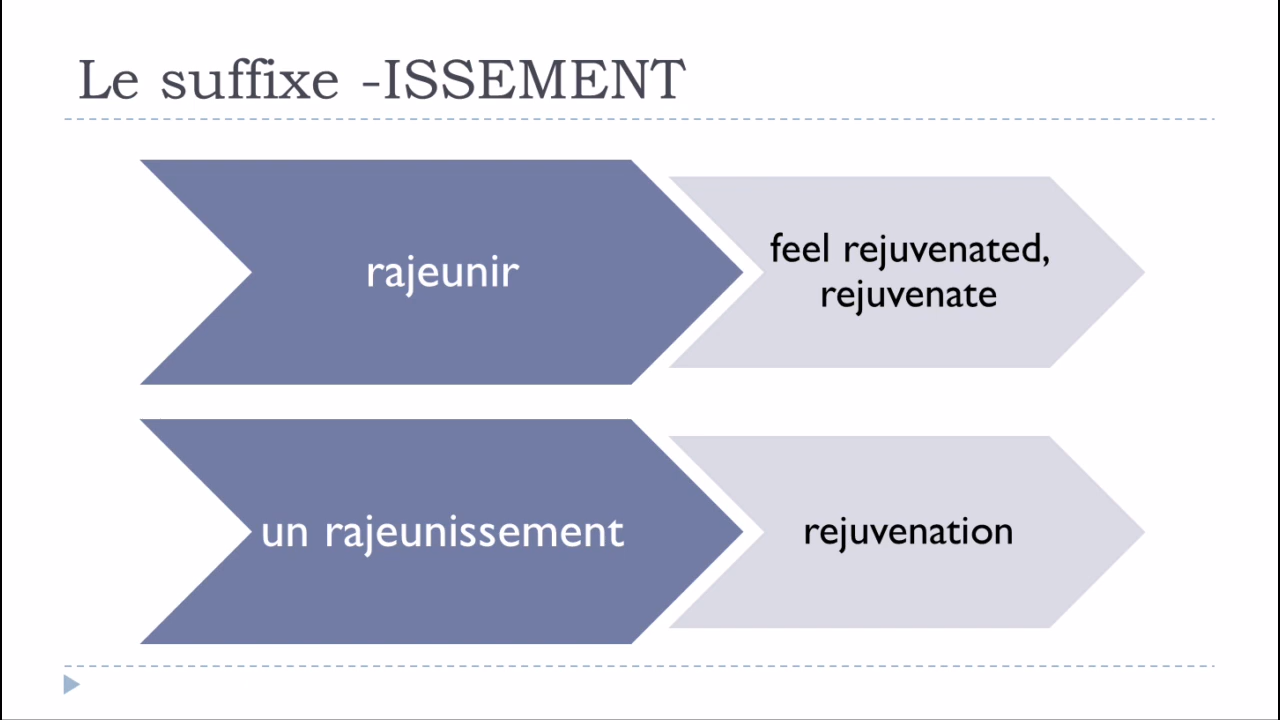 Le suffixe -ISSEMENT
rajeunir
feel rejuvenated,
rejuvenate
un rajeunissement
rejuvenation